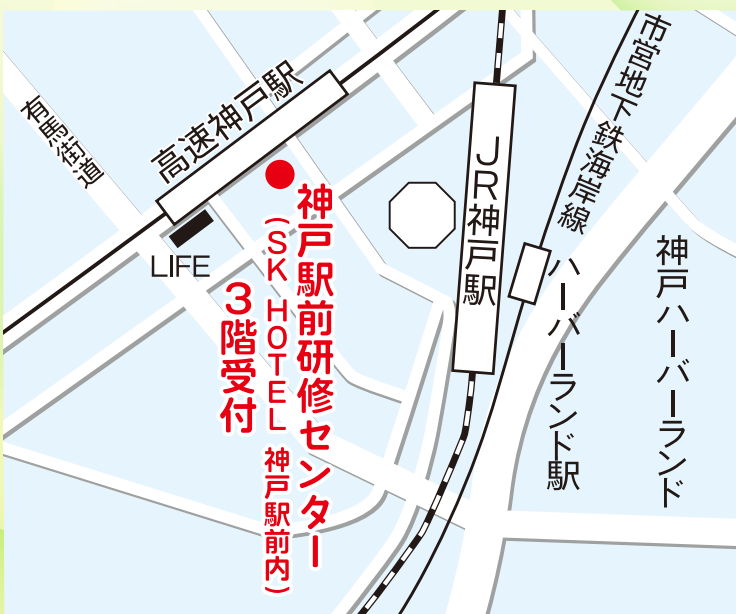 有馬街道
高速神戸駅
LIFE
神戸駅前研修センター
(SK HOTEL 神戸駅前内)
3階受付
JR神戸駅
市営地下鉄海岸線
ハーバーランド駅
神戸ハーバーランド